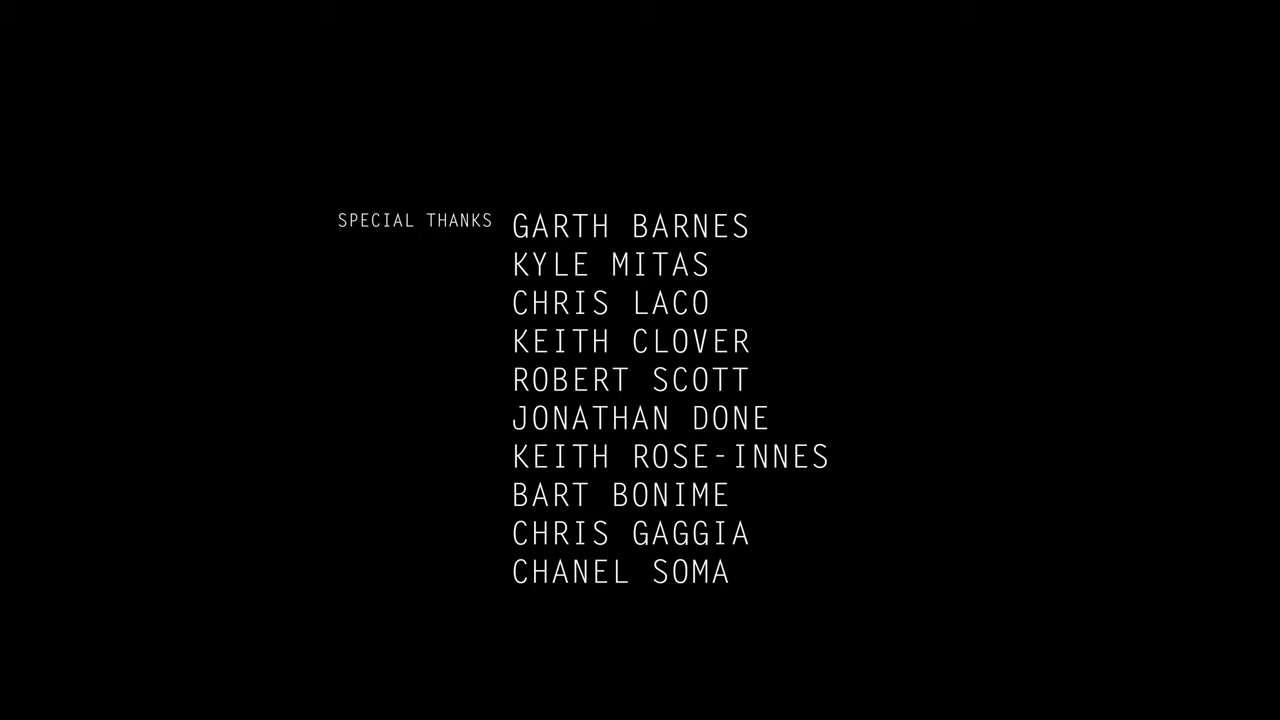 SPECIAL THANKS GARTH BARNES
KYLE MITAS
CHRIS LACO
KEITH CLOVER
ROBERT SCOTT
JONATHAN DONE
KEITH ROSE-INNES
BART BONIME
CHRIS GAGGIA
CHANEL SOMA